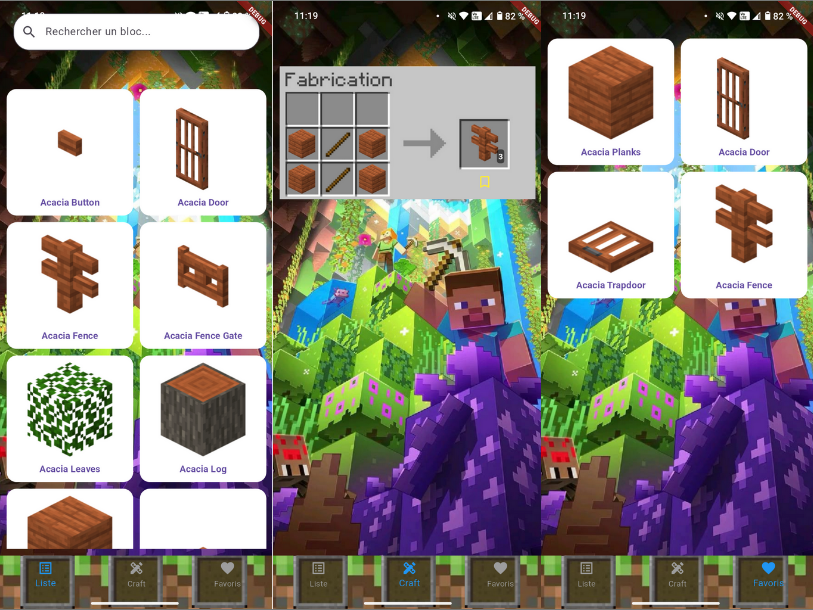 DEBUG
Rechercher un bloc...
Acacia Button
Acacia Door
Acacia Fence
Acacia Fence Gate
Acacia Leaves
Acacia Log
Liste
Craft
Favoris
11:19
82 %
DEBUG
Fabrication
3
Liste
Craft
Favoris
11:19
82 %
DEBUG
Acacia Planks
Acacia Door
Acacia Trapdoor
Acacia Fence
Liste
Craft
Favoris